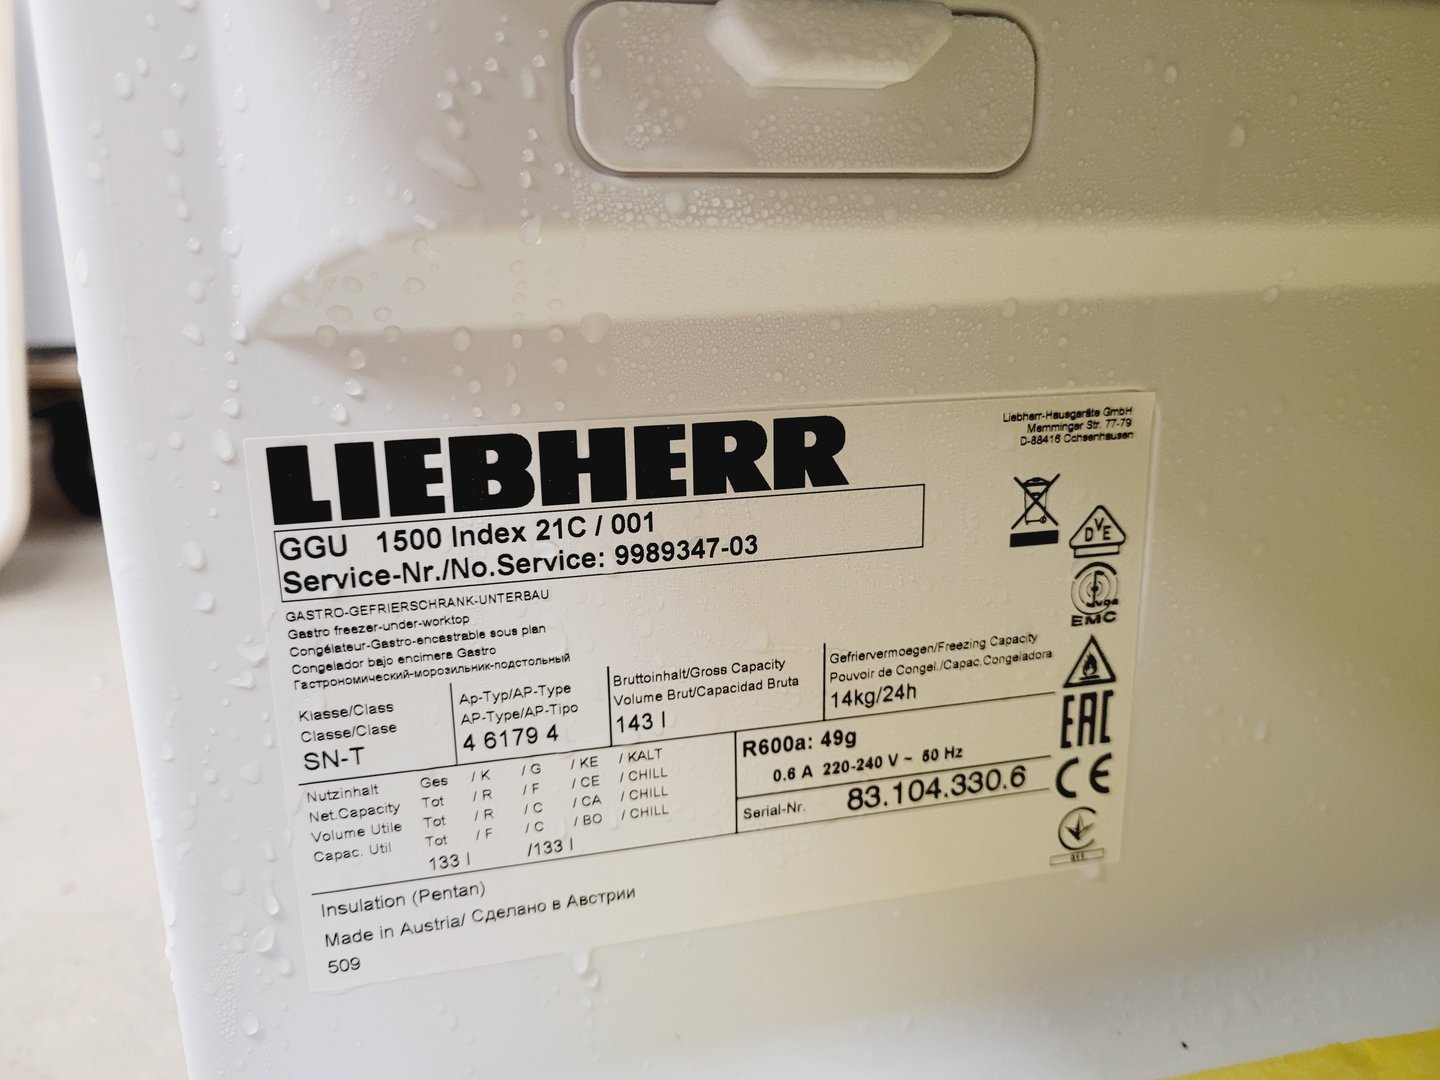 LIEBHERR
Liebherr-Hausgeräte GmbH
Memminger Str. 77-79
D-88416 Ochsenhausen
GGU 1500 Index 21C / 001
Service-Nr./No.Service: 9989347-03
GASTRO-GEFRIERSCHRANK-UNTERBAU
Gastro freezer-under-worktop
Congélateur-Gastro-encastrable sous plan
Congelador bajo encimera Gastro
Гастрономический-морозильник-подстольный
Klasse/Class
Classe/Clase
SN-T
Ap-Typ/AP-Type
AP-Type/AP-Tipo
4 6179 4
Bruttoinhalt/Gross Capacity
Volume Brut/Capacidad Bruta
143 l
Gefriervermoegen/Freezing Capacity
Pouvoir de Congel./Capac.Congeladora
14kg/24h
Nutzinhalt Ges / K / G / KE / KALT
Net.Capacity Tot / R / F / CE / CHILL
Volume Utile Tot / R / C / CA / CHILL
Capac. Util Tot / F / C / BO / CHILL
133 l /133 l
R600a: 49g
0.6 A 220-240 V ~ 50 Hz
Serial-Nr. 83.104.330.6
Insulation (Pentan)
Made in Austria/ Сделано в Австрии
509
DVE
EMC
EAC
CE